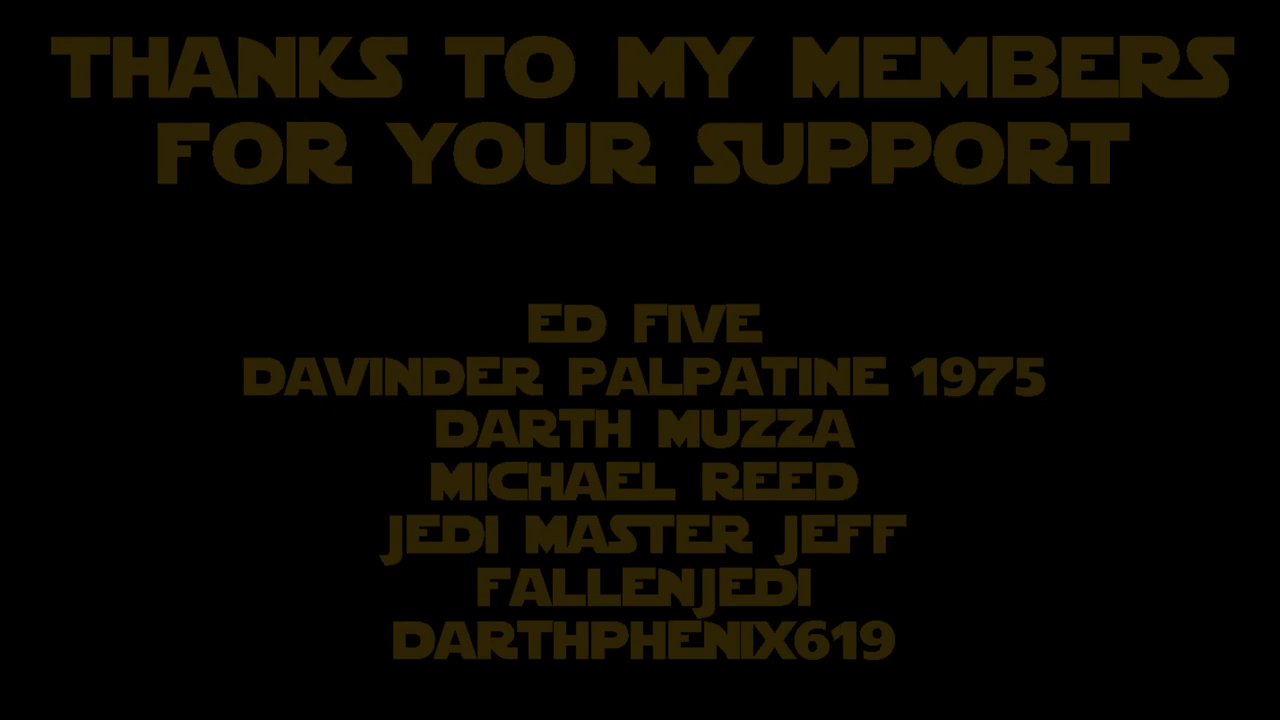 THANKS TO MY MEMBERS
FOR YOUR SUPPORT
ED FIVE
DAVINDER PALPATINE 1975
DARTH MUZZA
MICHAEL REED
JEDI MASTER JEFF
FALLENJEDI
DARTHPHENIX619